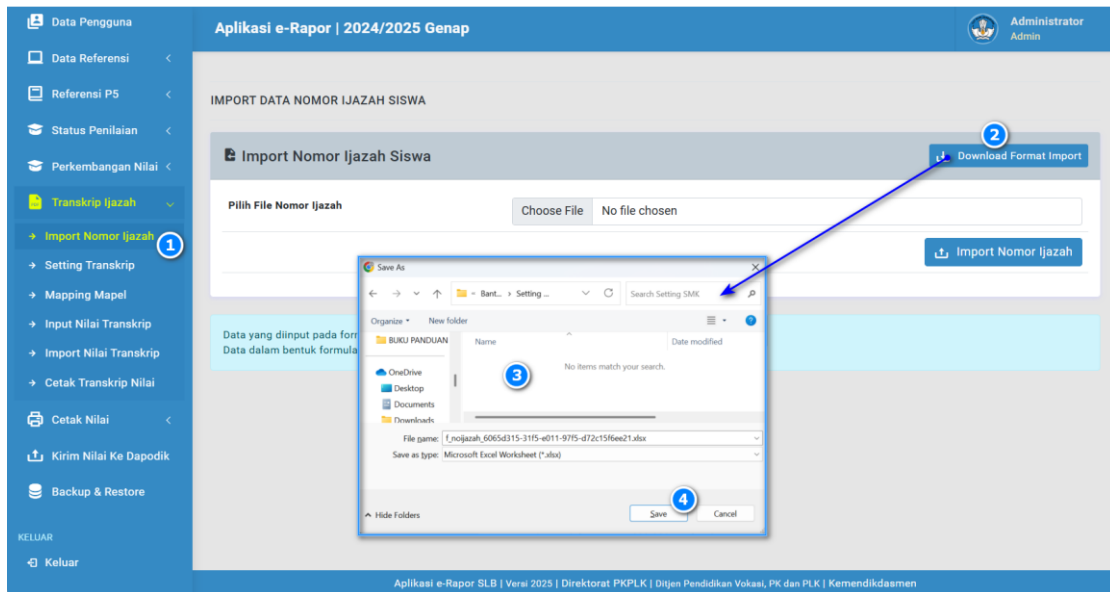 Data Pengguna
Aplikasi e-Rapor | 2024/2025 Genap
Administrator
Admin
Data Referensi
Referensi P5
Status Penilaian
Perkembangan Nilai
Transkrip Ijazah
Import Nomor Ijazah
1
Setting Transkrip
Mapping Mapel
Input Nilai Transkrip
Import Nilai Transkrip
Cetak Transkrip Nilai
Cetak Nilai
Kirim Nilai Ke Dapodik
Backup & Restore
KELUAR
Keluar
IMPORT DATA NOMOR IJAZAH SISWA
2
Import Nomor Ijazah Siswa
Download Format Import
Pilih File Nomor Ijazah
Choose File No file chosen
Import Nomor Ijazah
Data yang diinput pada
Data dalam bentuk
Save As
Bant... > Setting ...
Search Setting SMK
Organize
New folder
BUKU PANDUAN
OneDrive
Desktop
Documents
Downloads
Name
Date modified
No items match your search.
3
File name: f_noijazah_6065d315-31f5-e011-97f5-d72c15f6ee21.xlsx
Save as type: Microsoft Excel Worksheet (*.xlsx)
4
Hide Folders
Save
Cancel
Aplikasi e-Rapor SLB | Versi 2025 | Direktorat PKPLK | Ditjen Pendidikan Vokasi, PK dan PLK | Kemendikdasmen